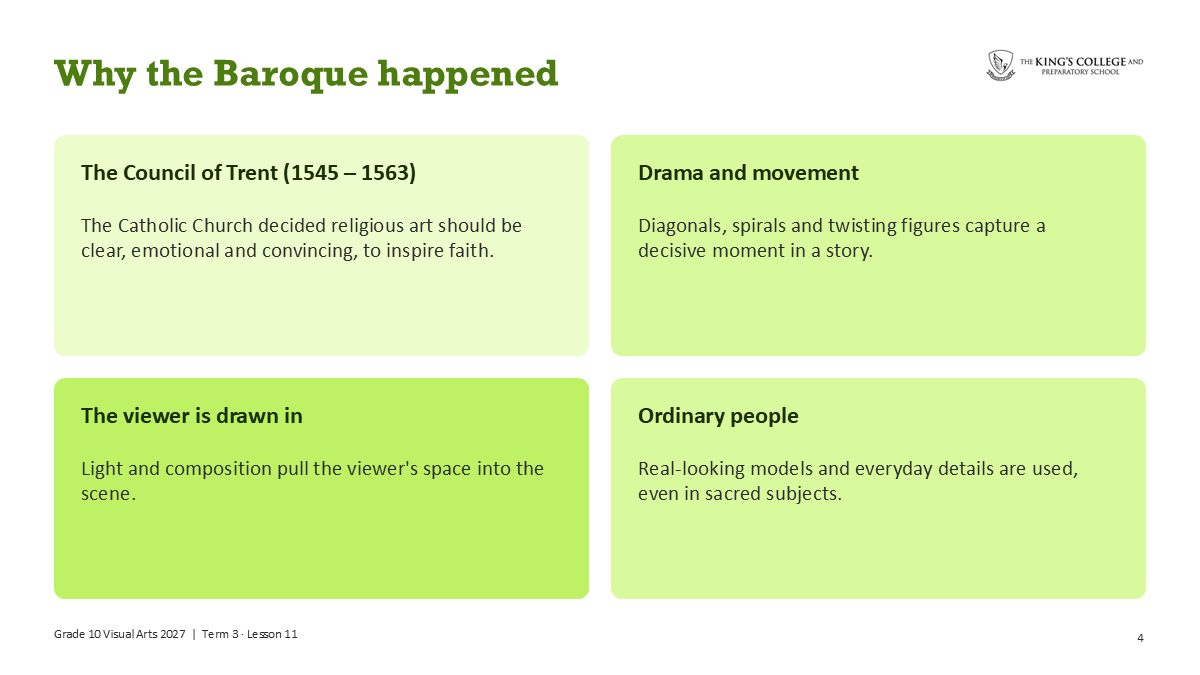 Why the Baroque happened
THE KING'S COLLEGE AND
PREPARATORY SCHOOL
The Council of Trent (1545 – 1563)
The Catholic Church decided religious art should be
clear, emotional and convincing, to inspire faith.
Drama and movement
Diagonals, spirals and twisting figures capture a
decisive moment in a story.
The viewer is drawn in
Light and composition pull the viewer's space into the
scene.
Ordinary people
Real-looking models and everyday details are used,
even in sacred subjects.
Grade 10 Visual Arts 2027 | Term 3 · Lesson 11
4